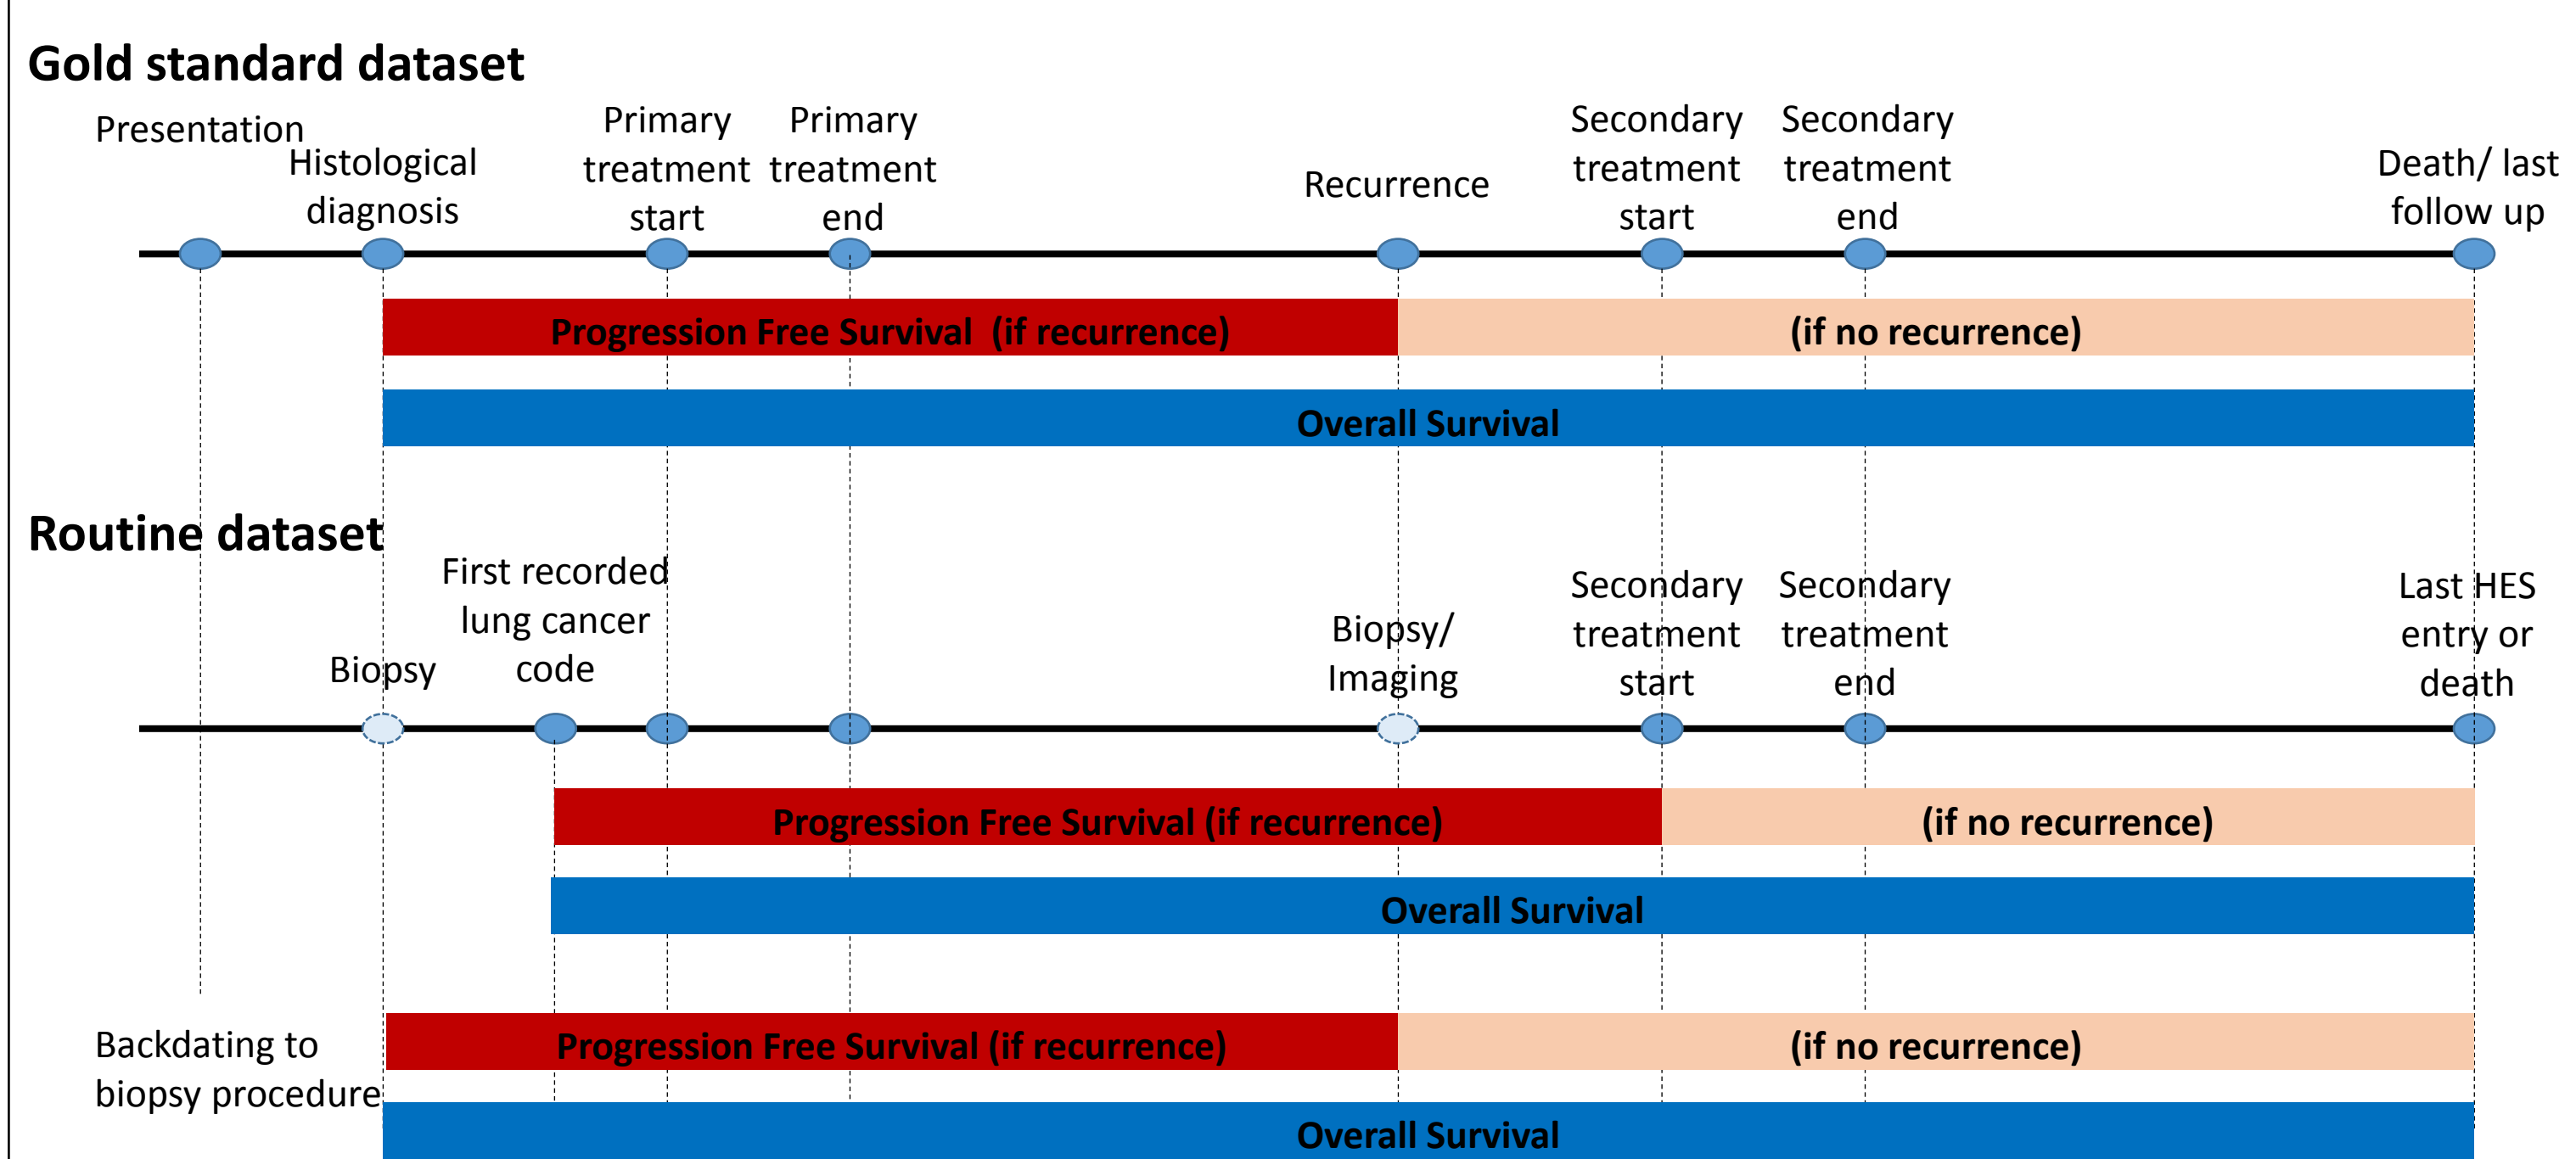 Gold standard dataset
Presentation
Histological
diagnosis
Primary
treatment
start
Primary
treatment
end
Recurrence
Secondary
treatment
start
Secondary
treatment
end
Death/ last
follow up
Progression Free Survival (if recurrence)
(if no recurrence)
Overall Survival
Routine dataset
Biopsy
First recorded
lung cancer
code
Biopsy/
Imaging
Secondary
treatment
start
Secondary
treatment
end
Last HES
entry or
death
Progression Free Survival (if recurrence)
(if no recurrence)
Overall Survival
Backdating to
biopsy procedure
Progression Free Survival (if recurrence)
(if no recurrence)
Overall Survival